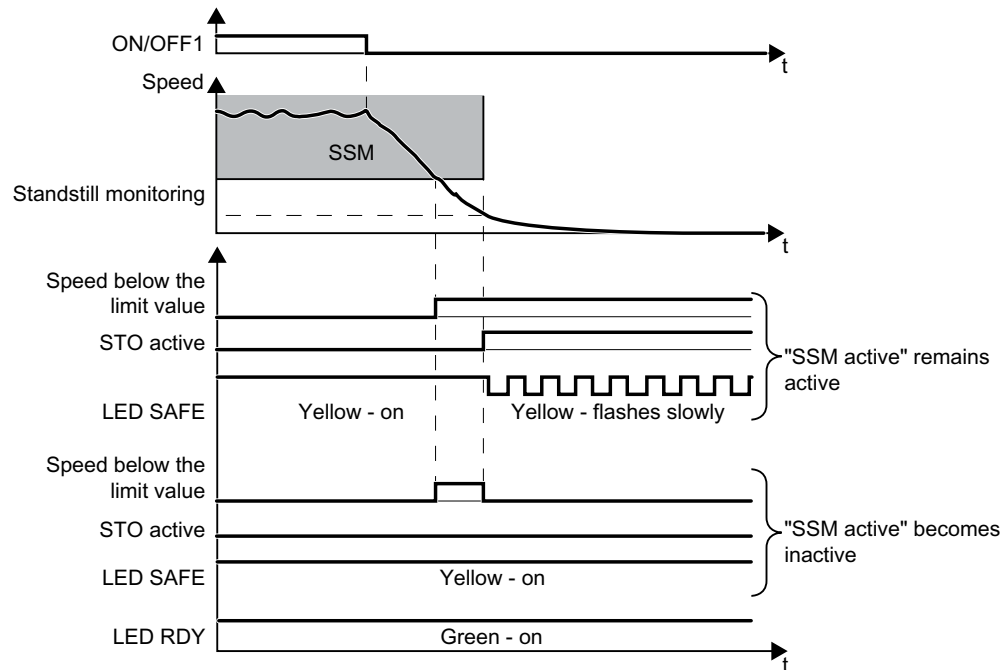 ON/OFF1
t
Speed
SSM
Standstill monitoring
t
Speed below the
limit value
STO active
"SSM active" remains
active
LED SAFE
Yellow - on
Yellow - flashes slowly
Speed below the
limit value
STO active
"SSM active" becomes
inactive
LED SAFE
Yellow - on
LED RDY
Green - on
t